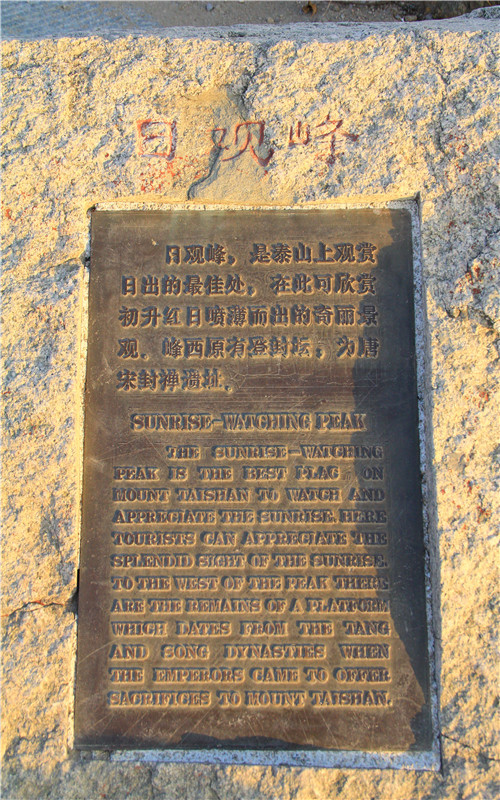 日观峰
日观峰，是泰山上观赏
日出的最佳处，在此可欣赏
初升红日喷薄而出的奇丽景
观。峰西原有登封坛，为唐
宋封禅遗址。
SUNRISE-WATCHING PEAK
THE SUNRISE-WATCHING
PEAK IS THE BEST PLAC ON
MOUNT TAISHAN TO WATCH AND
APPRECIATE THE SUNRISE. HERE
TOURISTS CAN APPRECIATE THE
SPLENDID SIGHT OF THE SUNRISE.
TO THE WEST OF THE PEAK THERE
ARE THE REMAINS OF A PLATFORM
WHICH DATES FROM THE TANG
AND SONG DYNASTIES WHEN
THE EMPERORS CAME TO OFFER
SACRIFICES TO MOUNT TAISHAN.